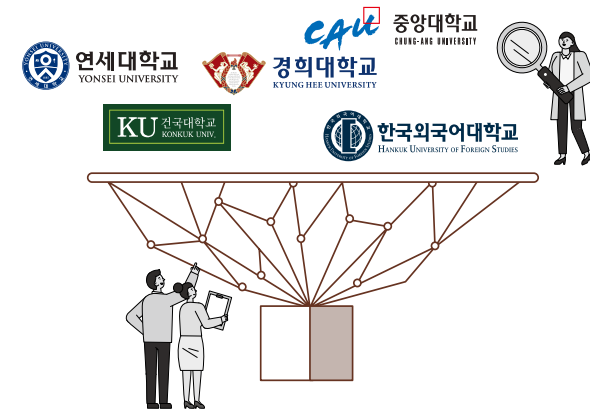 CAU 중앙대학교
CHUNG-ANG UNIVERSITY
연세대학교
YONSEI UNIVERSITY
경희대학교
KYUNG HEE UNIVERSITY
KU 건국대학교
KONKUK UNIV.
한국외국어대학교
HANKUK UNIVERSITY OF FOREIGN STUDIES